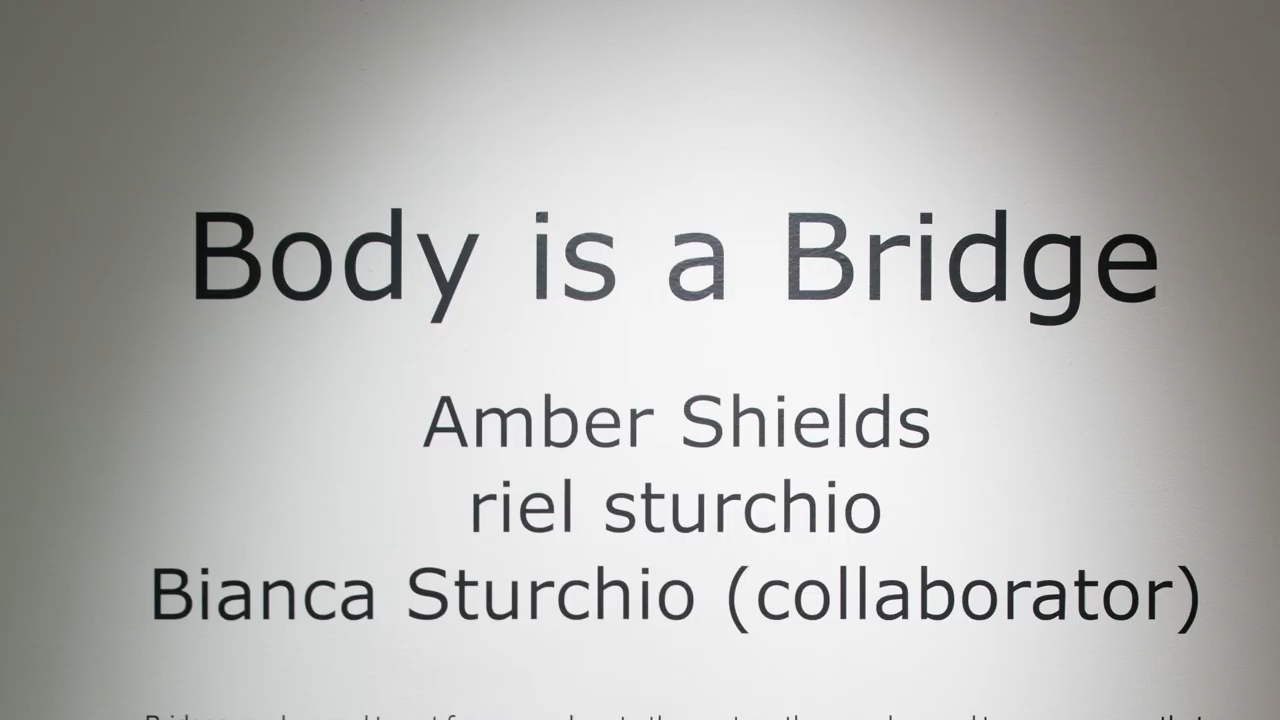 Body is a Bridge
Amber Shields
riel sturchio
Bianca Sturchio (collaborator)